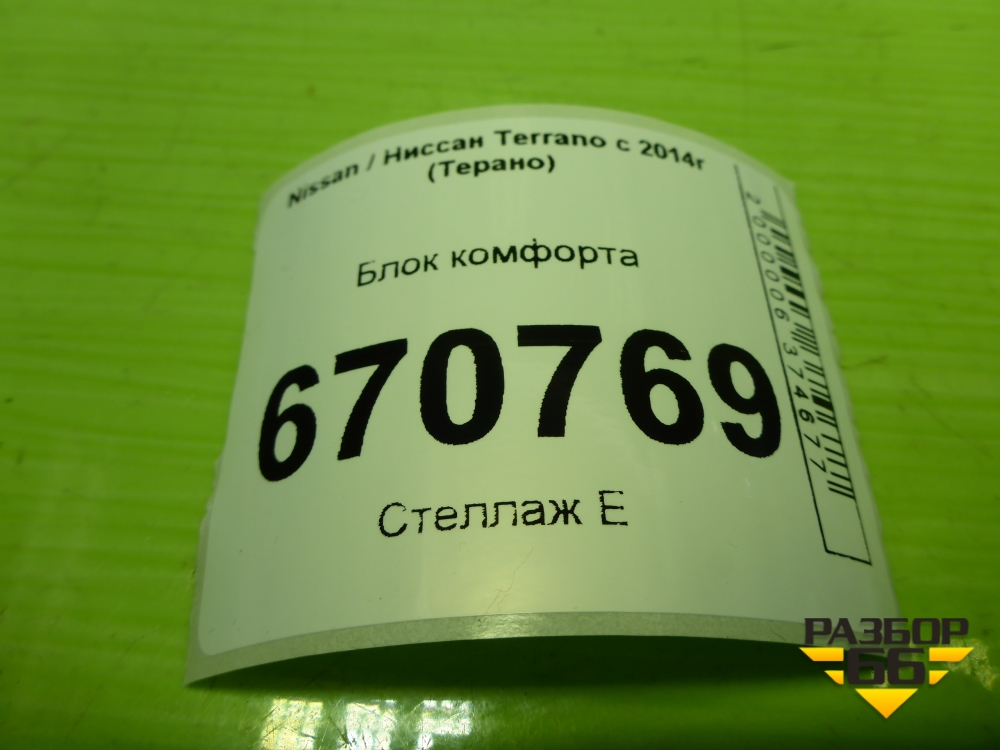 Nissan / Ниссан Terrano с 2014г
(Терано)
Блок комфорта
670769
Стеллаж Е
2000006374677
РАЗБОР
66